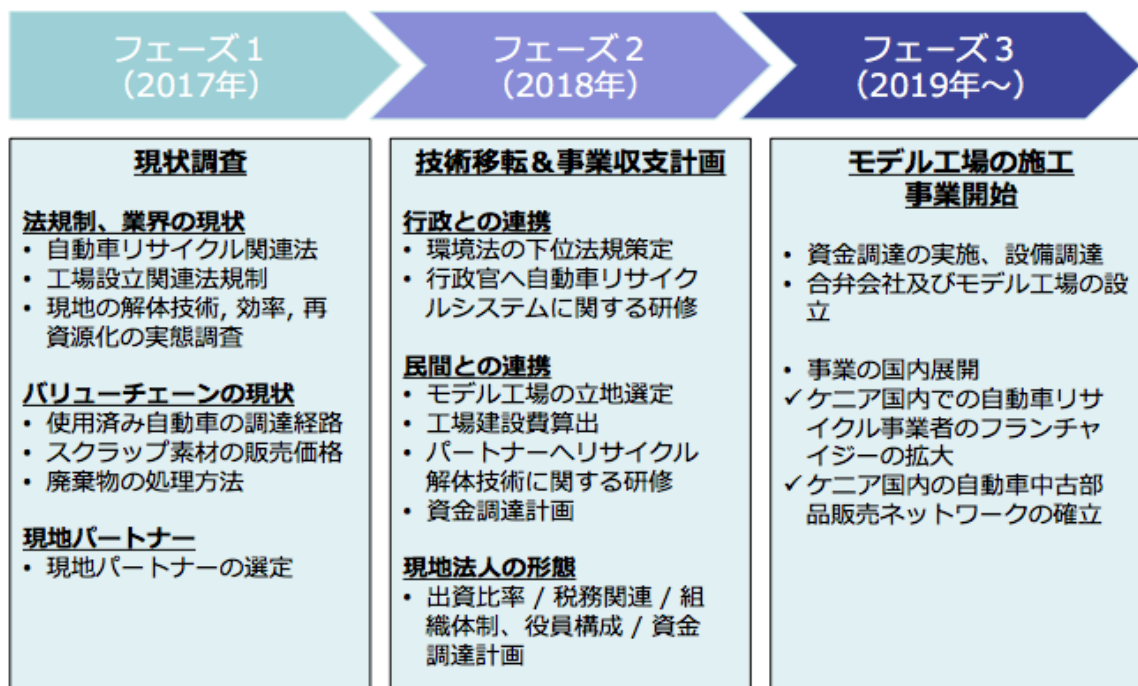 フェーズ1
（2017年）
フェーズ2
（2018年）
フェーズ3
（2019年～）
現状調査
法規制、業界の現状
• 自動車リサイクル関連法
• 工場設立関連法規制
• 現地の解体技術, 効率, 再
資源化の実態調査
バリューチェーンの現状
• 使用済み自動車の調達経路
• スクラップ素材の販売価格
• 廃棄物の処理方法
現地パートナー
• 現地パートナーの選定
技術移転＆事業収支計画
行政との連携
• 環境法の下位法規策定
• 行政官へ自動車リサイク
ルシステムに関する研修
民間との連携
• モデル工場の立地選定
• 工場建設費算出
• パートナーへリサイクル
解体技術に関する研修
• 資金調達計画
現地法人の形態
• 出資比率 / 税務関連 / 組
織体制、役員構成 / 資金
調達計画
モデル工場の施工
事業開始
• 資金調達の実施、設備調達
• 合弁会社及びモデル工場の設
立
• 事業の国内展開
✓ ケニア国内での自動車リサ
イクル事業者のフランチャ
イジーの拡大
✓ ケニア国内の自動車中古部
品販売ネットワークの確立